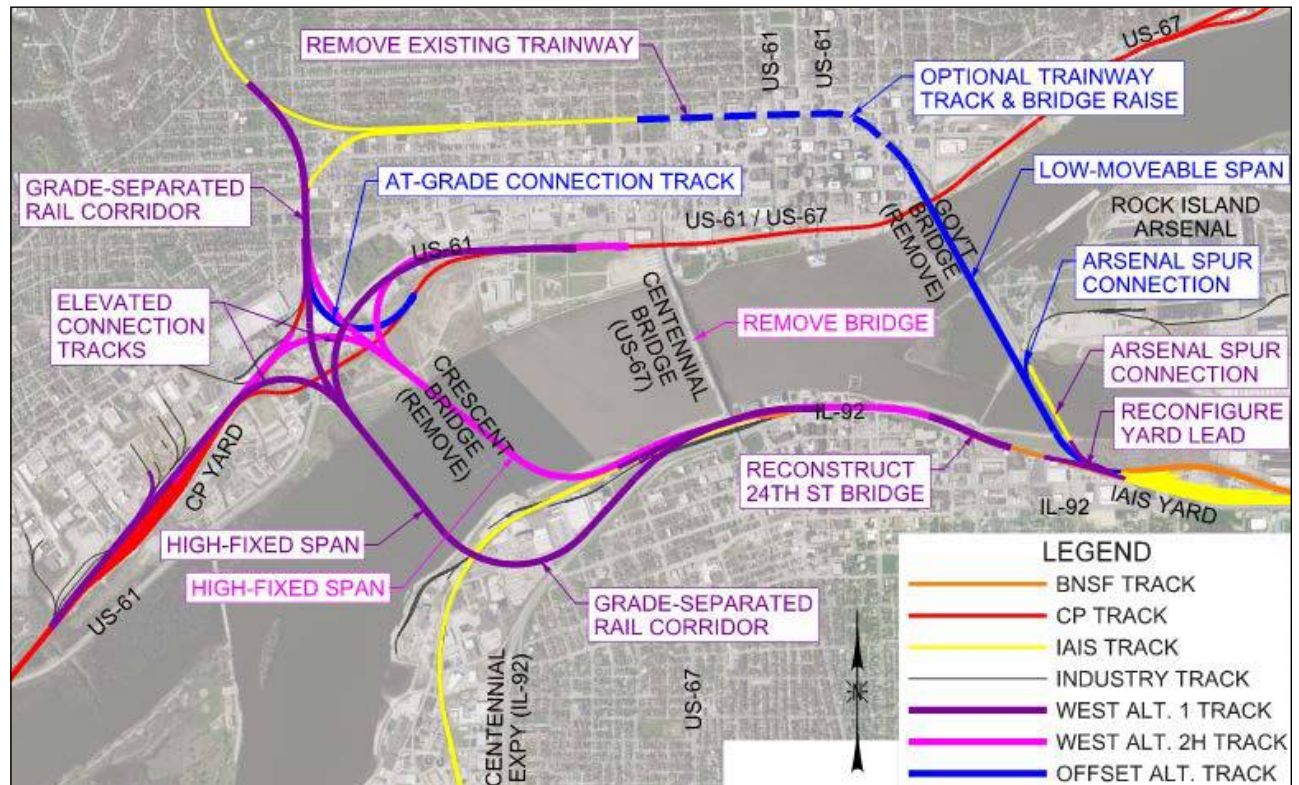 REMOVE EXISTING TRAINWAY
US-61
US-61
US-67
OPTIONAL TRAINWAY
TRACK & BRIDGE RAISE
GRADE-SEPARATED
RAIL CORRIDOR
AT-GRADE CONNECTION TRACK
LOW-MOVEABLE SPAN
GOV'T
BRIDGE
(REMOVE)
ROCK ISLAND
ARSENAL
US-61 / US-67
US-61
ARSENAL SPUR
CONNECTION
ELEVATED
CONNECTION
TRACKS
CENTENNIAL
BRIDGE
(US-67)
REMOVE BRIDGE
CRESCENT
BRIDGE
(REMOVE)
ARSENAL SPUR
CONNECTION
IL-92
RECONFIGURE
YARD LEAD
CP YARD
RECONSTRUCT
24TH ST BRIDGE
IAIS YARD
IL-92
HIGH-FIXED SPAN
HIGH-FIXED SPAN
US-61
GRADE-SEPARATED
RAIL CORRIDOR
CENTENNIAL
EXPY (IL-92)
US-67
N
LEGEND
BNSF TRACK
CP TRACK
IAIS TRACK
INDUSTRY TRACK
WEST ALT. 1 TRACK
WEST ALT. 2H TRACK
OFFSET ALT. TRACK